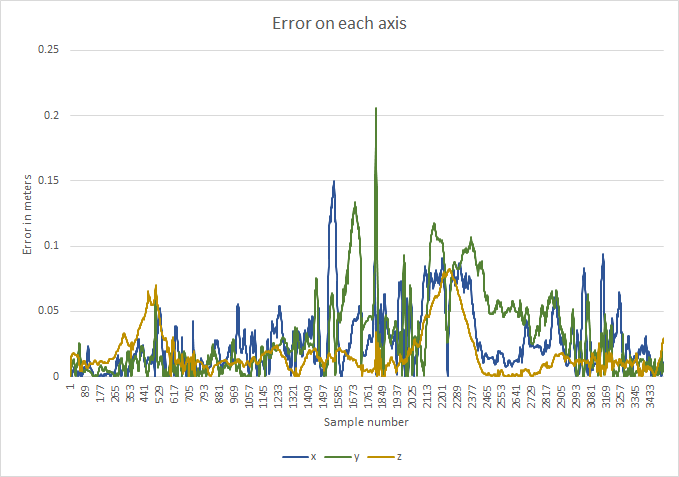 Error on each axis
0.25
0.2
0.15
0.1
0.05
0
Error in meters
1 89 177 265 353 441 529 617 705 793 881 969 1057 1145 1233 1321 1409 1497 1585 1673 1761 1849 1937 2025 2113 2201 2289 2377 2465 2553 2641 2729 2817 2905 2993 3081 3169 3257 3345 3433
Sample number
x y z